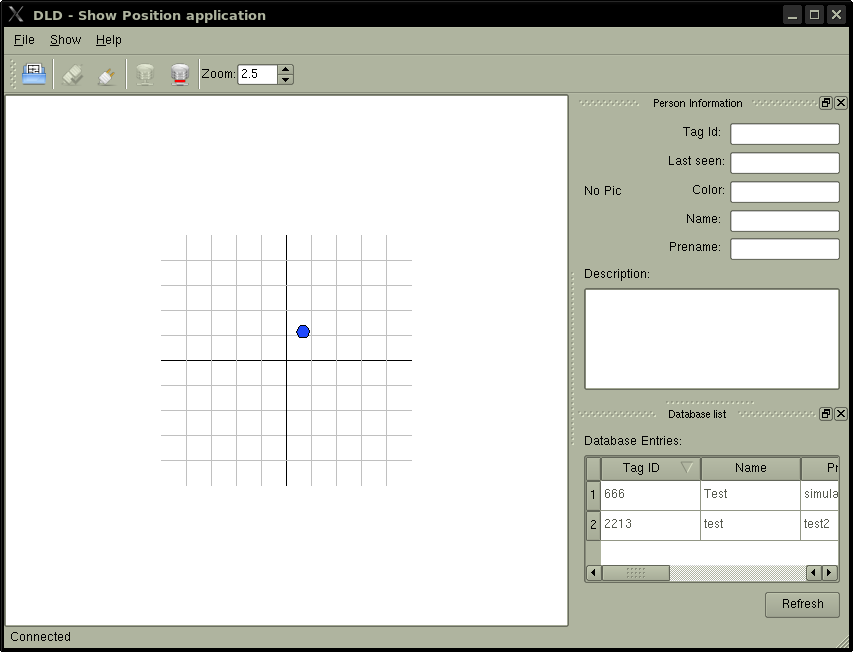 DLD - Show Position application
File Show Help
Zoom: 2.5
Person Information
Tag Id:
Last seen:
No Pic Color:
Name:
Prename:
Description:
Database list
Database Entries:
Tag ID Name Pr
1 666 Test simula
2 2213 test test2
Refresh
Connected